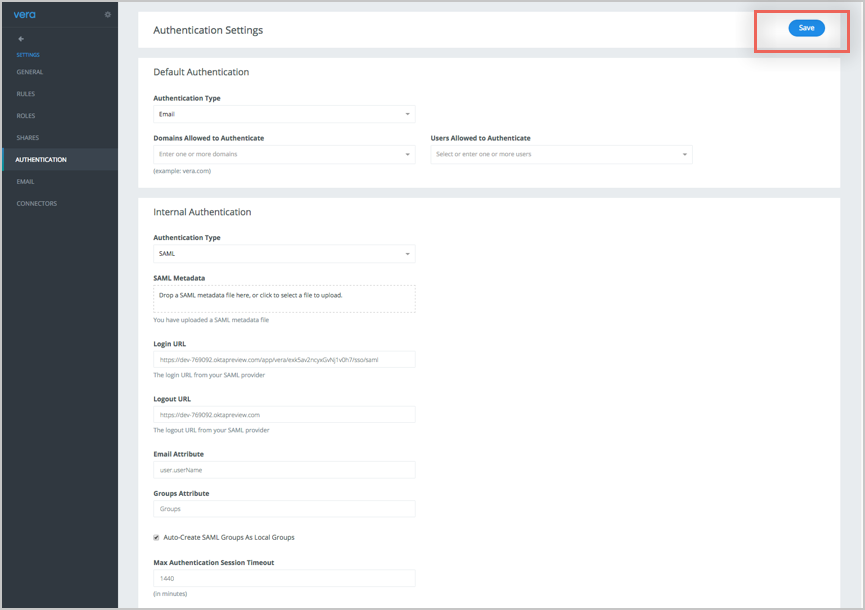 vera
SETTINGS
GENERAL
RULES
ROLES
SHARES
AUTHENTICATION
EMAIL
CONNECTORS
Authentication Settings
Save
Default Authentication
Authentication Type
Email
Domains Allowed to Authenticate
Users Allowed to Authenticate
Enter one or more domains
Select or enter one or more users
(example: vera.com)
Internal Authentication
Authentication Type
SAML
SAML Metadata
Drop a SAML metadata file here, or click to select a file to upload.
You have uploaded a SAML metadata file
Login URL
https://dev-769092.oktapreview.com/app/vera/exk5av2ncyxGvhj1v0h7/sso/saml
The login URL from your SAML provider
Logout URL
https://dev-769092.oktapreview.com
The logout URL from your SAML provider
Email Attribute
user.userName
Groups Attribute
Groups
Auto-Create SAML Groups As Local Groups
Max Authentication Session Timeout
1440
(in minutes)